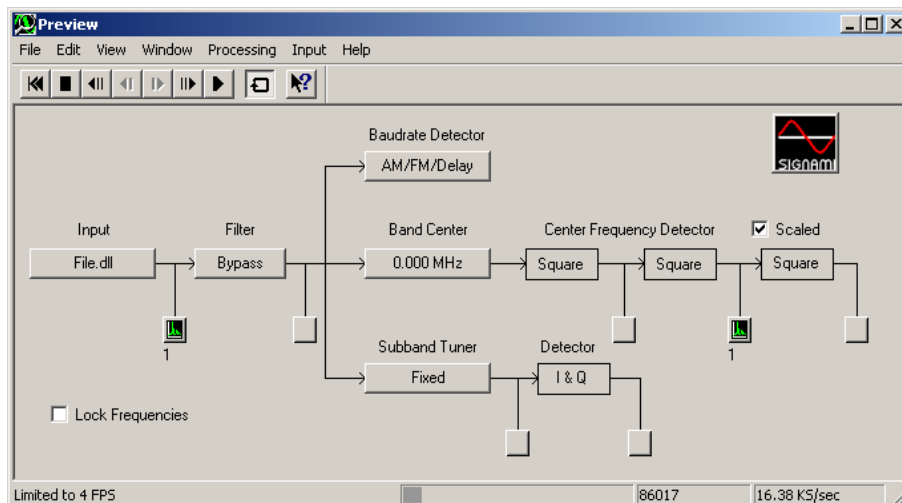 Preview
File Edit View Window Processing Input Help
Baudrate Detector
AM/FM/Delay
SIGNAMI
Input
Filter
Band Center
Center Frequency Detector
Scaled
File.dll
Bypass
0.000 MHz
Square
Square
Square
1
1
Subband Tuner
Detector
Fixed
I & Q
Lock Frequencies
Limited to 4 FPS
86017
16.38 KS/sec